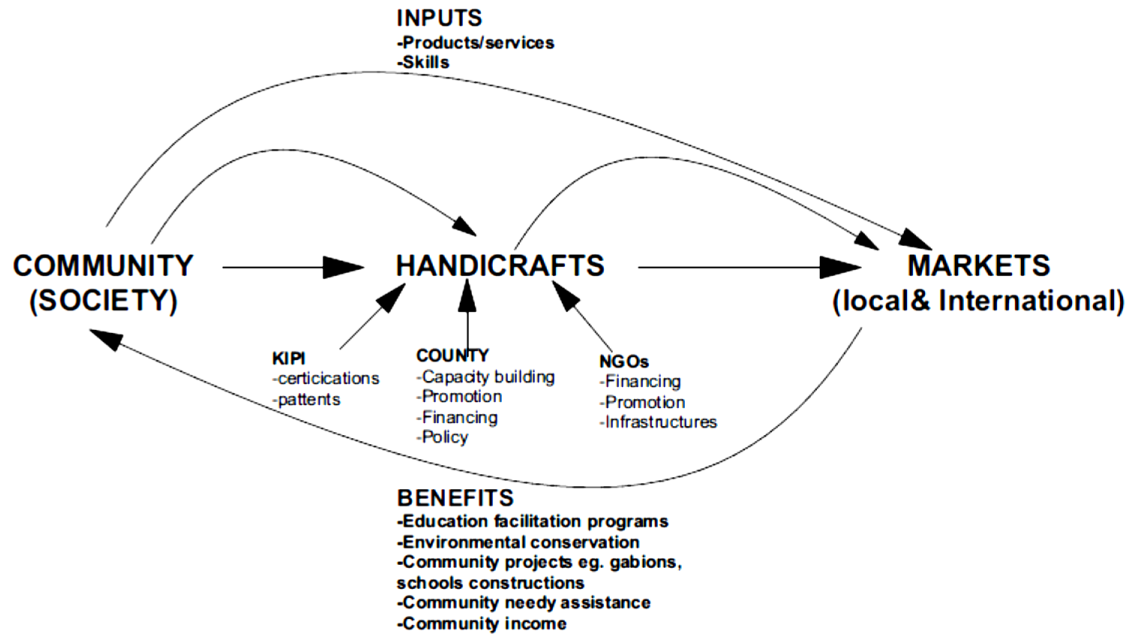 INPUTS
-Products/services
-Skills
COMMUNITY
(SOCIETY)
HANDICRAFTS
MARKETS
(local& International)
KIPI
-certicications
-pattents
COUNTY
-Capacity building
-Promotion
-Financing
-Policy
NGOs
-Financing
-Promotion
-Infrastructures
BENEFITS
-Education facilitation programs
-Environmental conservation
-Community projects eg. gabions,
schools constructions
-Community needy assistance
-Community income